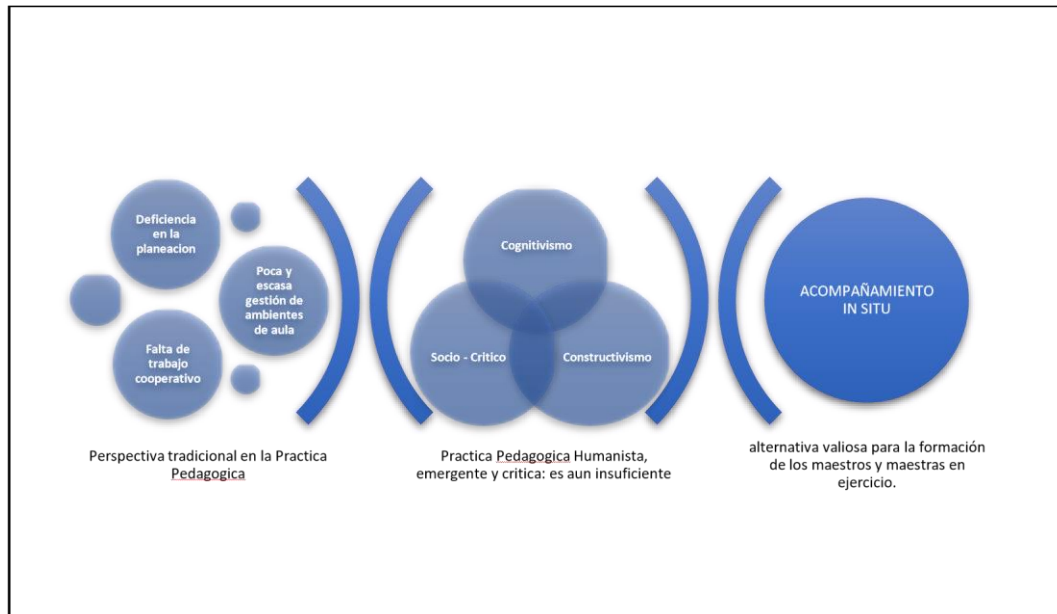 Deficiencia
en la
planeacion
Poca y
escasa
gestión de
ambientes
de aula
Falta de
trabajo
cooperativo
Perspectiva tradicional en la Practica
Pedagogica
Cognitivismo
Socio - Critico
Constructivismo
Practica Pedagogica Humanista,
emergente y critica: es aun insuficiente
ACOMPAÑAMIENTO
IN SITU
alternativa valiosa para la formación
de los maestros y maestras en
ejercicio.